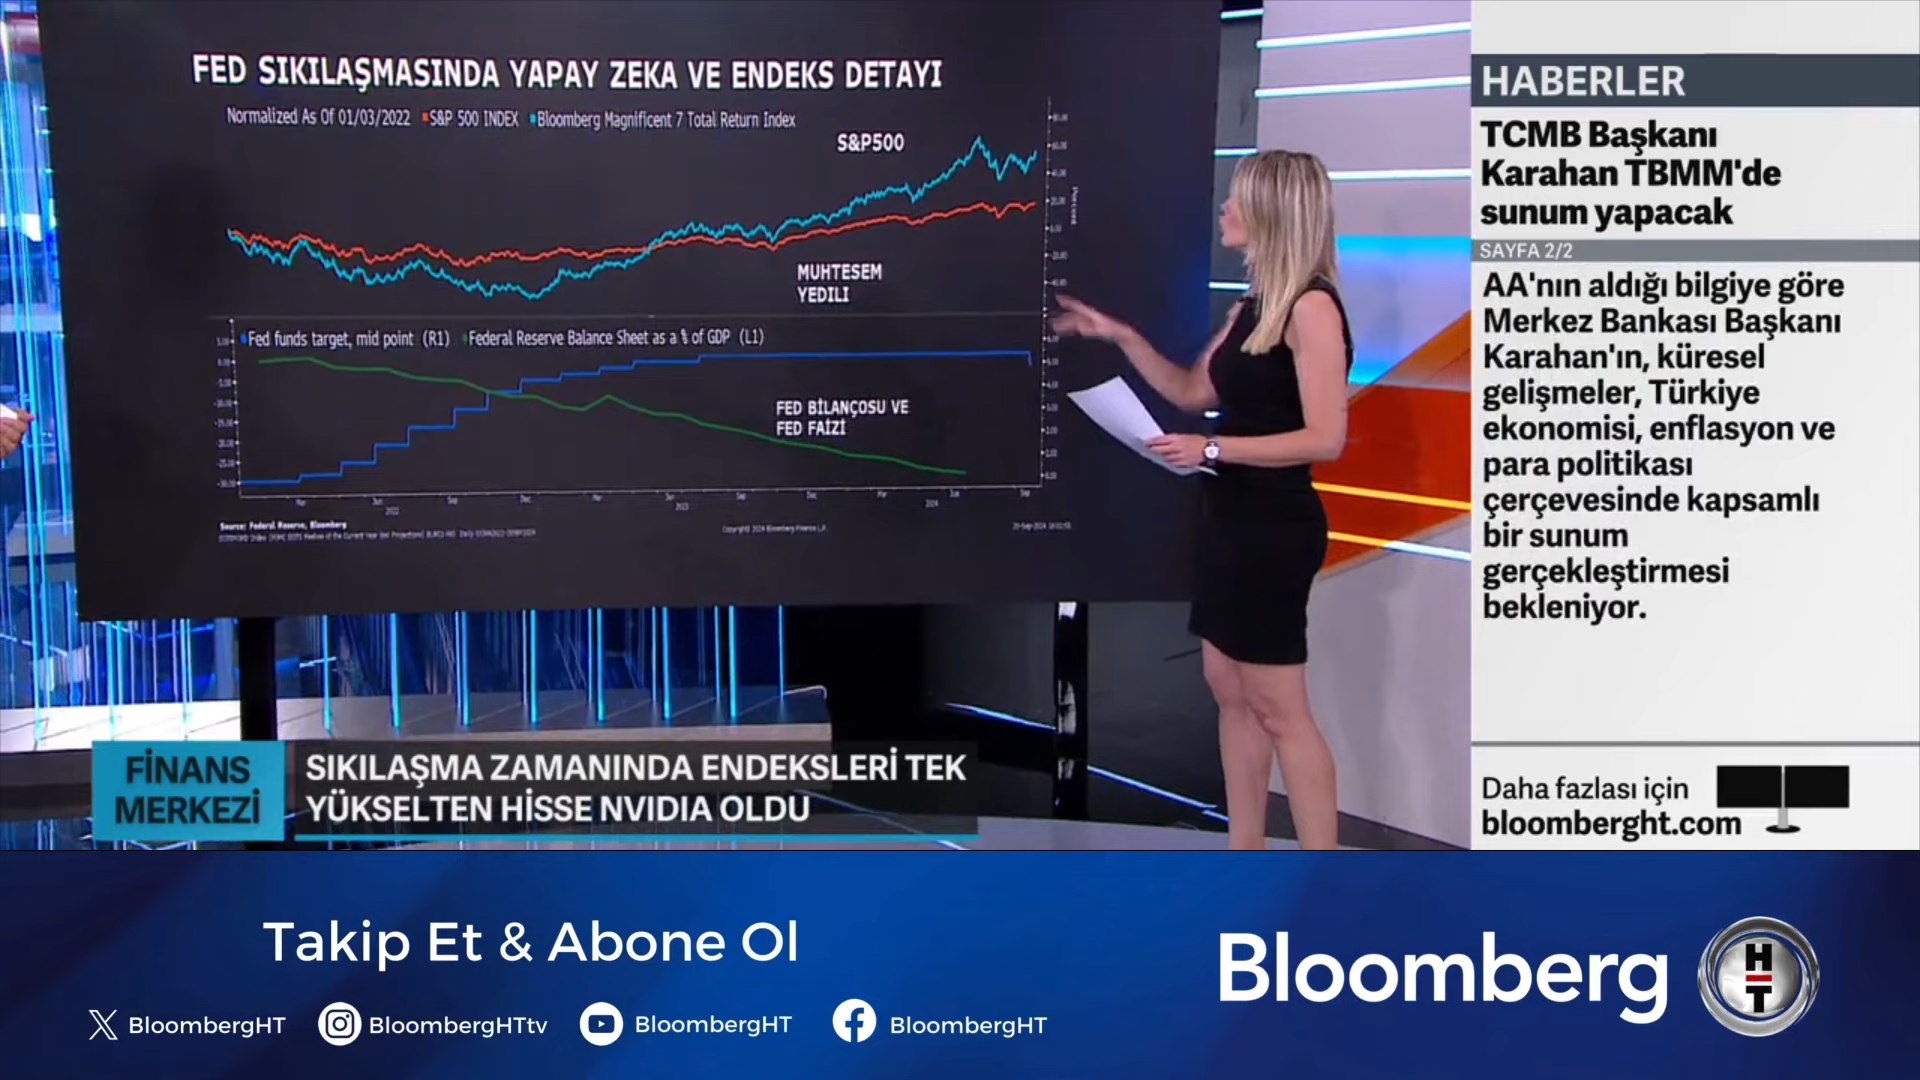 FED SIKILAŞMASINDA YAPAY ZEKA VE ENDEKS DETAYI
Normalized As Of 01/03/2022 S&P 500 INDEX Bloomberg Magnificent 7 Total Return Index
S&P500
MUHTESEM
YEDILI
Fed funds target, mid point (R1) Federal Reserve Balance Sheet as a % of GDP (L1)
FED BİLANÇOSU VE
FED FAİZİ
Source: Federal Reserve, Bloomberg
FİNANS
MERKEZİ
SIKILAŞMA ZAMANINDA ENDEKSLERİ TEK
YÜKSELTEN HİSSE NVIDIA OLDU
HABERLER
TCMB Başkanı
Karahan TBMM'de
sunum yapacak
SAYFA 2/2
AA'nın aldığı bilgiye göre
Merkez Bankası Başkanı
Karahan'ın, küresel
gelişmeler, Türkiye
ekonomisi, enflasyon ve
para politikası
çerçevesinde kapsamlı
bir sunum
gerçekleştirmesi
bekleniyor.
Daha fazlası için
bloomberght.com
Takip Et & Abone Ol
BloombergHT
BloombergHTtv
BloombergHT
BloombergHT
Bloomberg HT